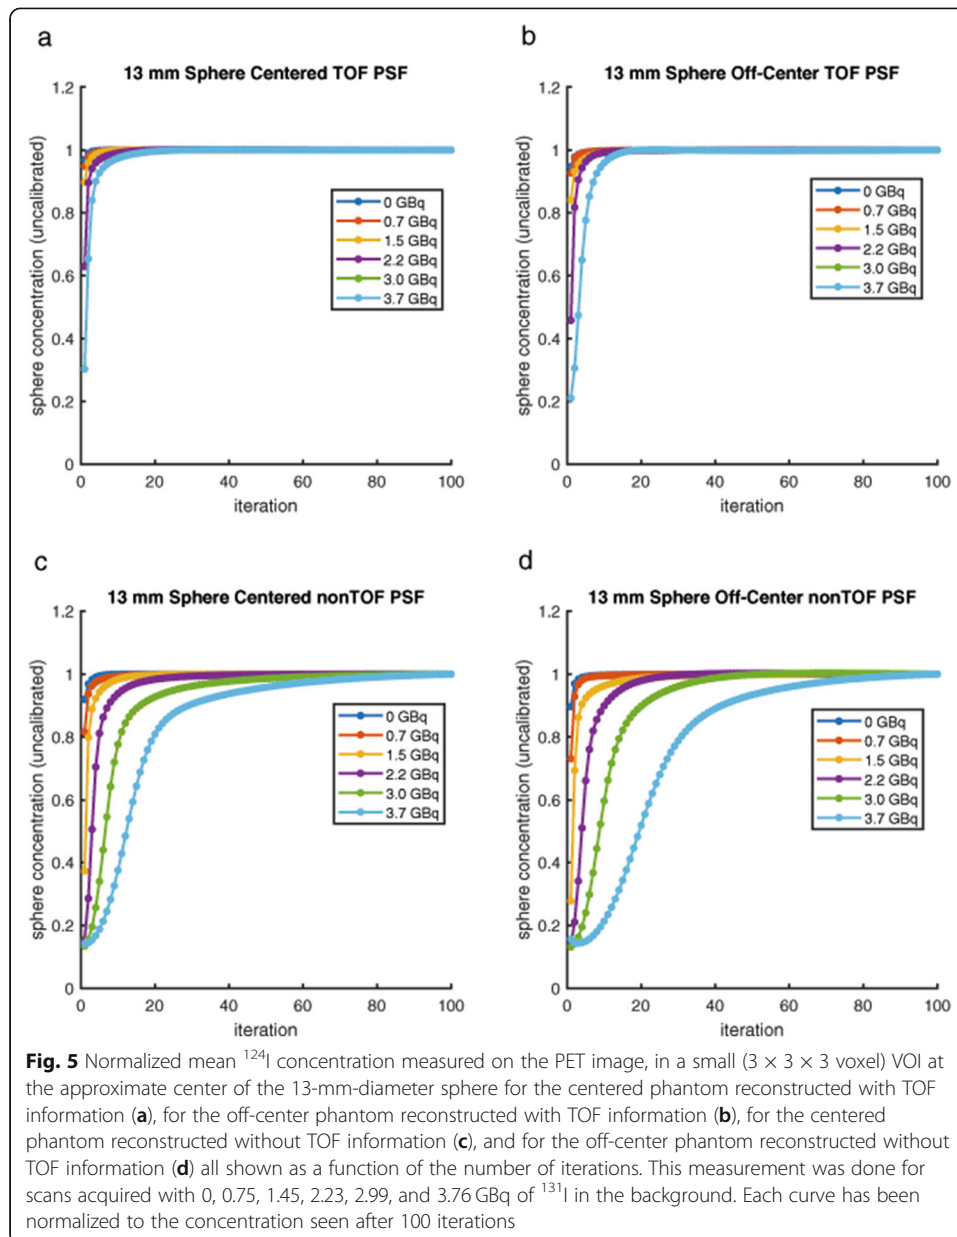 a
13 mm Sphere Centered TOF PSF
1.2
1
0.8
0.6
0.4
0.2
0
sphere concentration (uncalibrated)
0 GBq
0.7 GBq
1.5 GBq
2.2 GBq
3.0 GBq
3.7 GBq
0 20 40 60 80 100
iteration
b
13 mm Sphere Off-Center TOF PSF
1.2
1
0.8
0.6
0.4
0.2
0
sphere concentration (uncalibrated)
0 GBq
0.7 GBq
1.5 GBq
2.2 GBq
3.0 GBq
3.7 GBq
0 20 40 60 80 100
iteration
c
13 mm Sphere Centered nonTOF PSF
1.2
1
0.8
0.6
0.4
0.2
0
sphere concentration (uncalibrated)
0 GBq
0.7 GBq
1.5 GBq
2.2 GBq
3.0 GBq
3.7 GBq
0 20 40 60 80 100
iteration
d
13 mm Sphere Off-Center nonTOF PSF
1.2
1
0.8
0.6
0.4
0.2
0
sphere concentration (uncalibrated)
0 GBq
0.7 GBq
1.5 GBq
2.2 GBq
3.0 GBq
3.7 GBq
0 20 40 60 80 100
iteration
Fig. 5 Normalized mean ¹²⁴I concentration measured on the PET image, in a small (3 × 3 × 3 voxel) VOI at
the approximate center of the 13-mm-diameter sphere for the centered phantom reconstructed with TOF
information (a), for the off-center phantom reconstructed with TOF information (b), for the centered
phantom reconstructed without TOF information (c), and for the off-center phantom reconstructed without
TOF information (d) all shown as a function of the number of iterations. This measurement was done for
scans acquired with 0, 0.75, 1.45, 2.23, 2.99, and 3.76 GBq of ¹³¹I in the background. Each curve has been
normalized to the concentration seen after 100 iterations